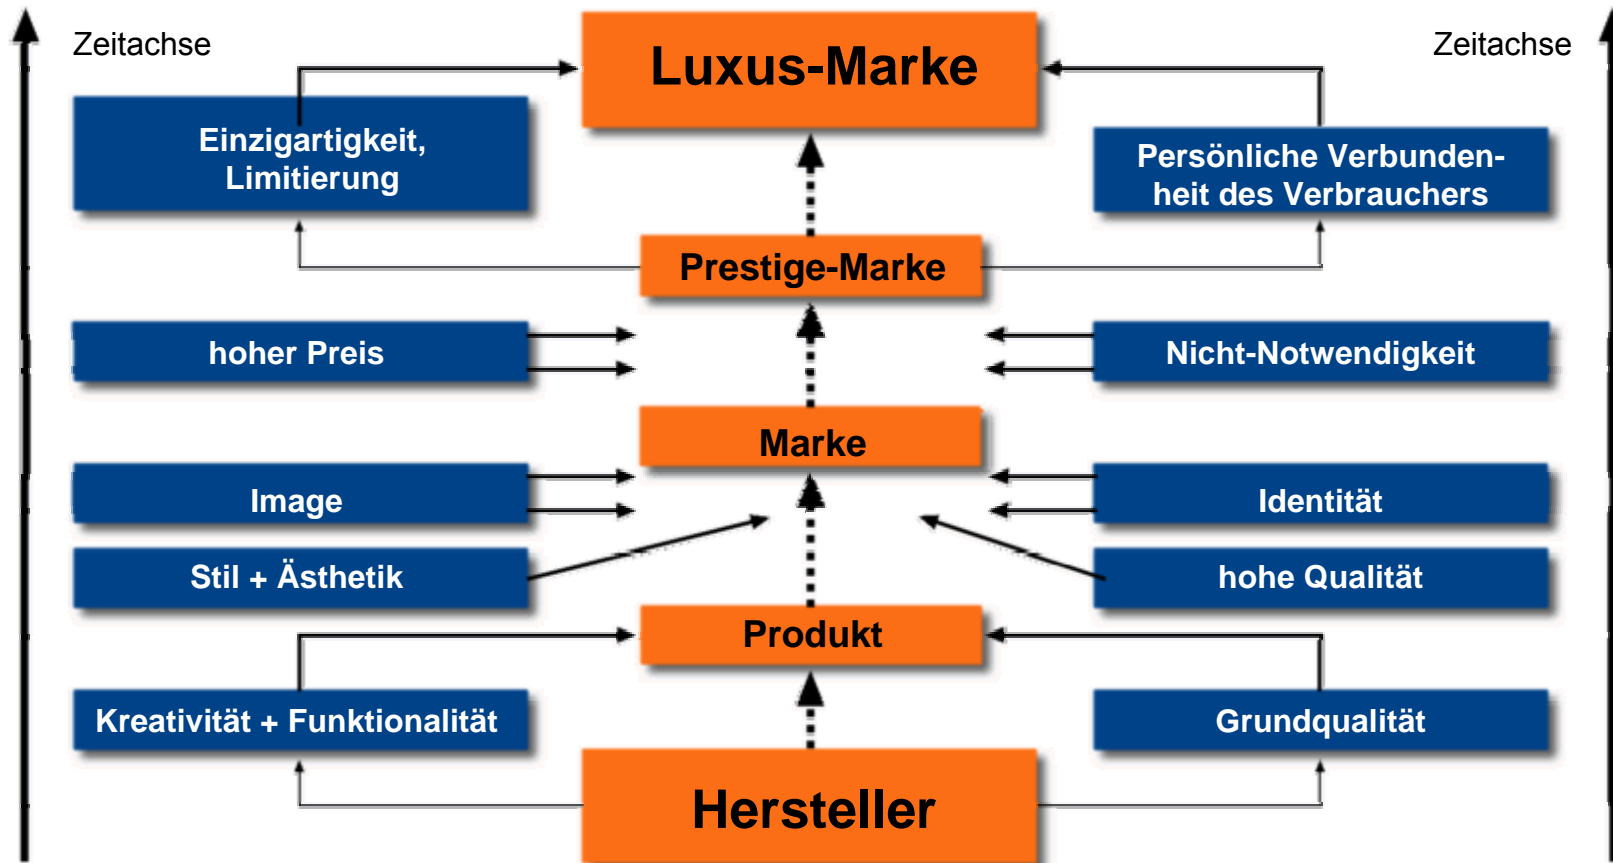 Zeitachse
Luxus-Marke
Zeitachse
Einzigartigkeit,
Limitierung
Persönliche Verbunden-
heit des Verbrauchers
Prestige-Marke
hoher Preis
Nicht-Notwendigkeit
Marke
Image
Identität
Stil + Ästhetik
hohe Qualität
Produkt
Kreativität + Funktionalität
Grundqualität
Hersteller